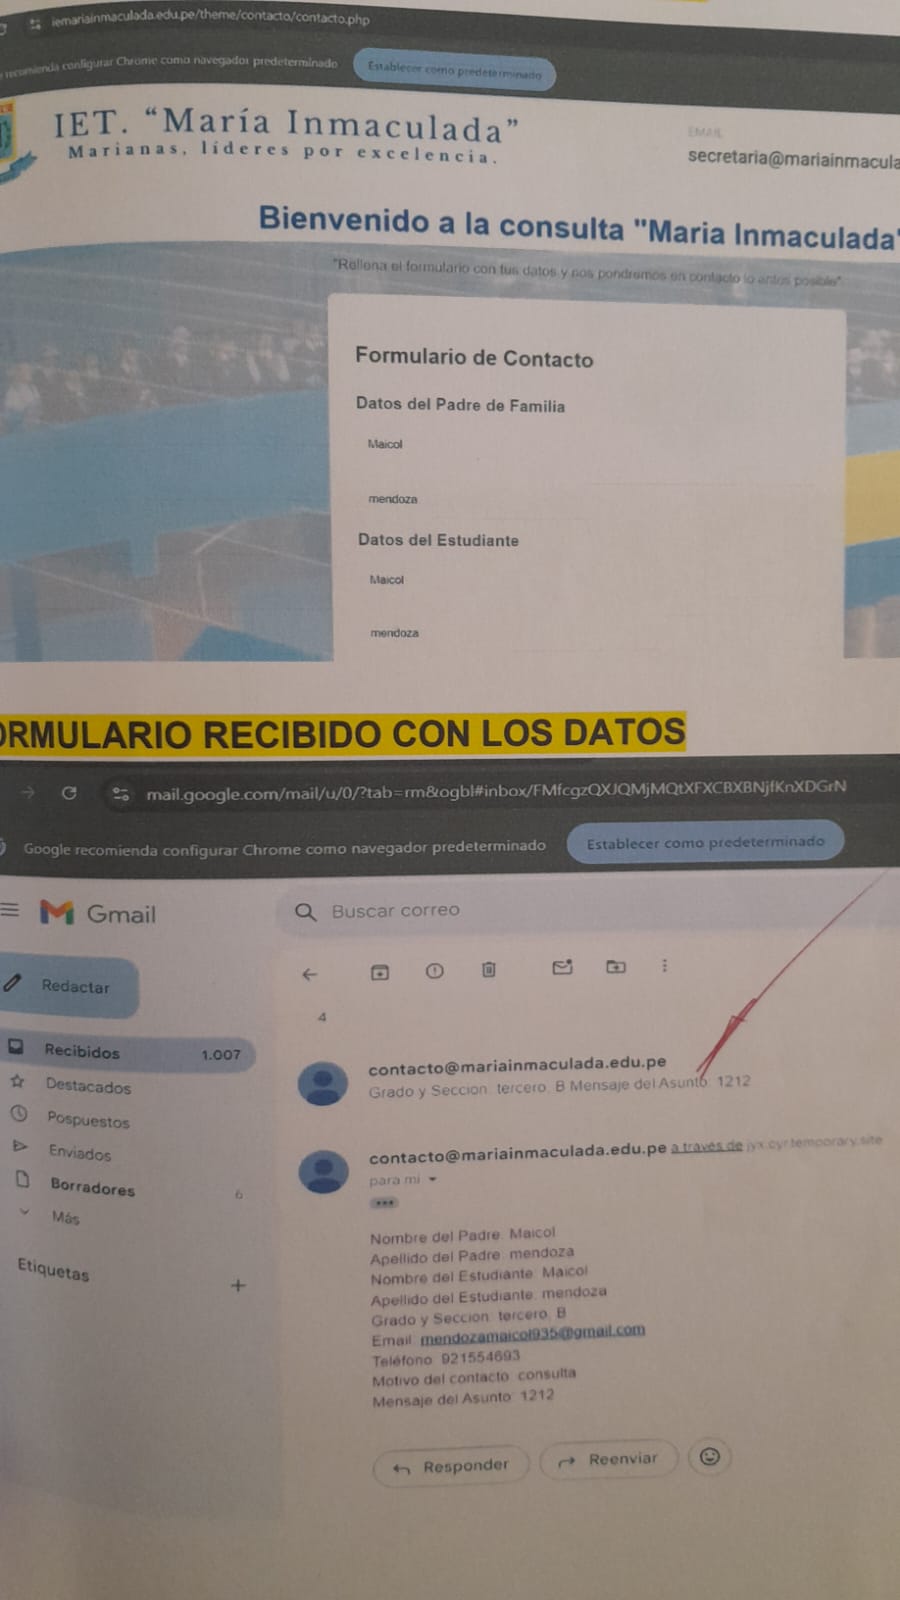 iemariainmaculada.edu.pe/theme/contacto/contacto.php
recomienda configurar Chrome como navegador predeterminado
Establecer como predeterminado
IET. “María Inmaculada”
Marianas, líderes por excelencia.
EMAIL
secretaria@mariainmacula
Bienvenido a la consulta "Maria Inmaculada"
"Rellena el formulario con tus datos y nos pondremos en contacto lo antes posible"
Formulario de Contacto
Datos del Padre de Familia
Maicol
mendoza
Datos del Estudiante
Maicol
mendoza
ORMULARIO RECIBIDO CON LOS DATOS
mail.google.com/mail/u/0/?tab=rm&ogbl#inbox/FMfcgzQXJQMjMQtXFXCBXBNjfKnXDGrN
Google recomienda configurar Chrome como navegador predeterminado
Establecer como predeterminado
Gmail
Buscar correo
Redactar
4
Recibidos 1.007
Destacados
Pospuestos
Enviados
Borradores 6
Más
Etiquetas
contacto@mariainmaculada.edu.pe
Grado y Seccion: tercero, B Mensaje del Asunto: 1212
contacto@mariainmaculada.edu.pe a través de
para mi
Nombre del Padre: Maicol
Apellido del Padre: mendoza
Nombre del Estudiante: Maicol
Apellido del Estudiante: mendoza
Grado y Seccion: tercero, B
Email: mendozamaicol935@gmail.com
Teléfono: 921554693
Motivo del contacto: consulta
Mensaje del Asunto: 1212
Responder
Reenviar